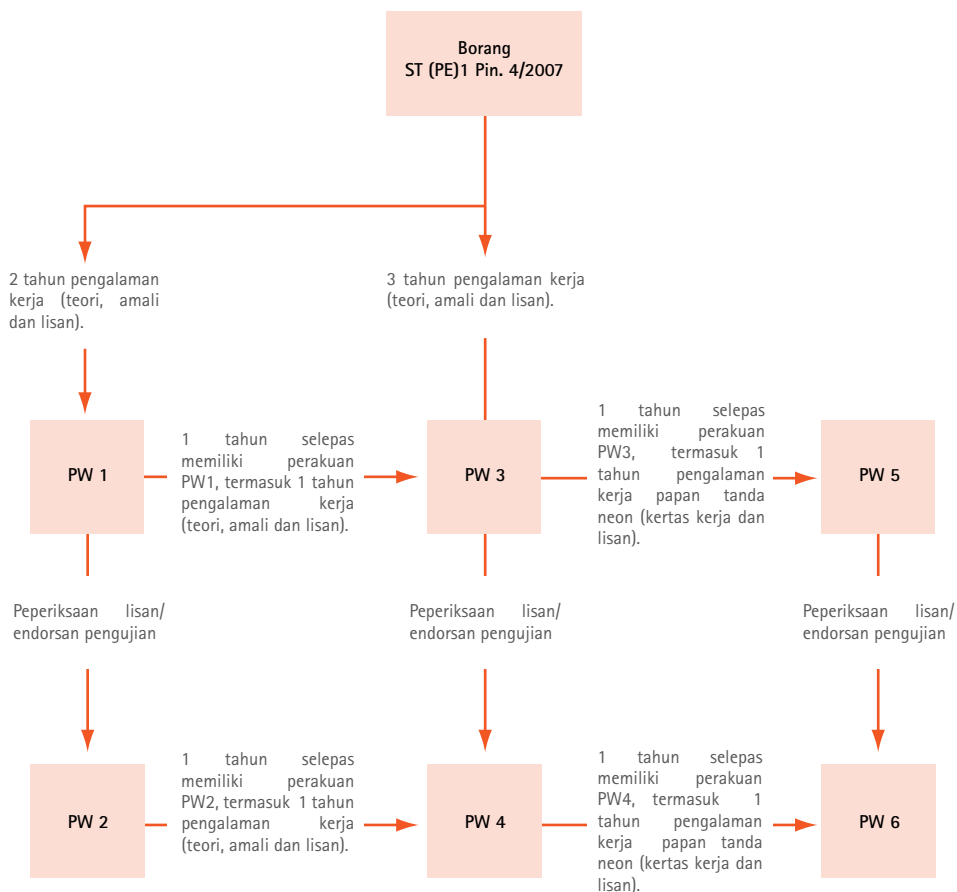 Borang
ST (PE)1 Pin. 4/2007
2 tahun pengalaman
kerja (teori, amali
dan lisan).
3 tahun pengalaman kerja
(teori, amali dan lisan).
PW 1
1 tahun selepas
memiliki perakuan
PW1, termasuk 1 tahun
pengalaman kerja
(teori, amali dan lisan).
PW 3
1 tahun selepas
memiliki perakuan
PW3, termasuk 1
tahun pengalaman
kerja papan tanda
neon (kertas kerja dan
lisan).
PW 5
Peperiksaan lisan/
endorsan pengujian
Peperiksaan lisan/
endorsan pengujian
Peperiksaan lisan/
endorsan pengujian
PW 2
1 tahun selepas
memiliki perakuan
PW2, termasuk 1 tahun
pengalaman kerja
(teori, amali dan lisan).
PW 4
1 tahun selepas
memiliki perakuan
PW4, termasuk 1
tahun pengalaman
kerja papan tanda
neon (kertas kerja dan
lisan).
PW 6